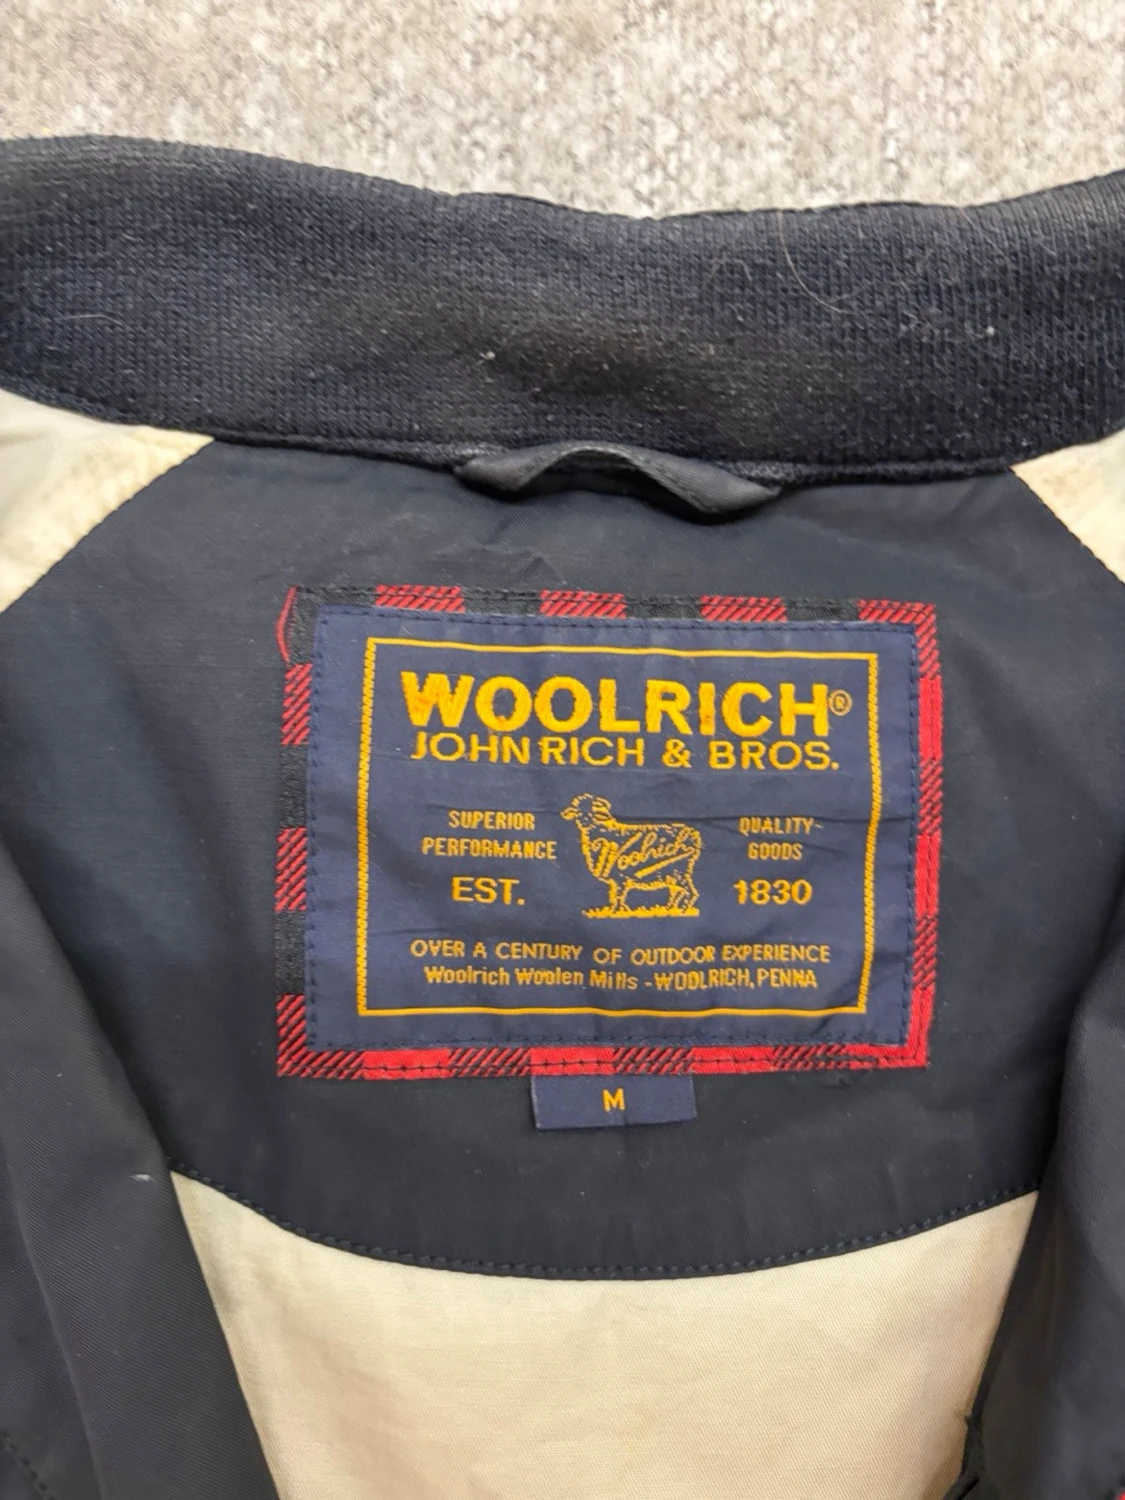 WOOLRICH®
JOHN RICH & BROS.
SUPERIOR PERFORMANCE
Woolrich
QUALITY GOODS
EST.
1830
OVER A CENTURY OF OUTDOOR EXPERIENCE
Woolrich Woolen Mills - WOOLRICH, PENNA
M